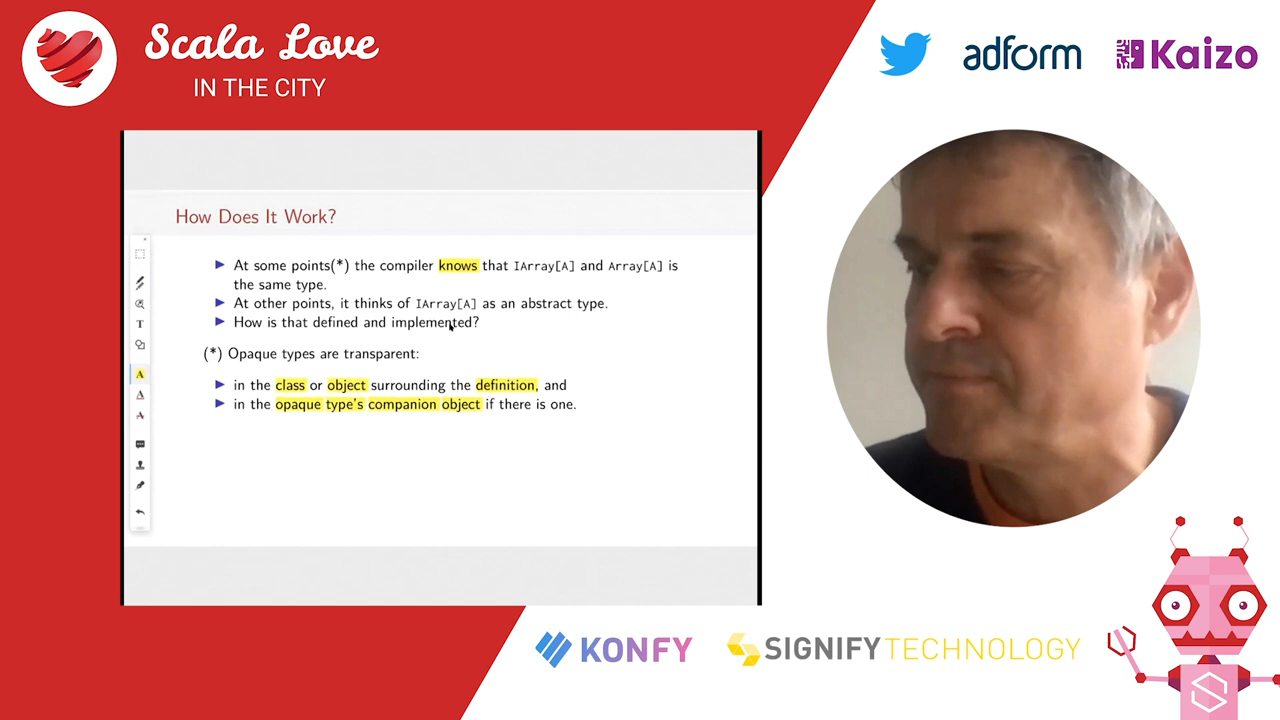 Scala Love
IN THE CITY
adform
Kaizo
How Does It Work?
▶ At some points(*) the compiler knows that IArray[A] and Array[A] is
the same type.
▶ At other points, it thinks of IArray[A] as an abstract type.
▶ How is that defined and implemented?
(*) Opaque types are transparent:
▶ in the class or object surrounding the definition, and
▶ in the opaque type's companion object if there is one.
T
A
A
A
KONFY
SIGNIFYTECHNOLOGY
S